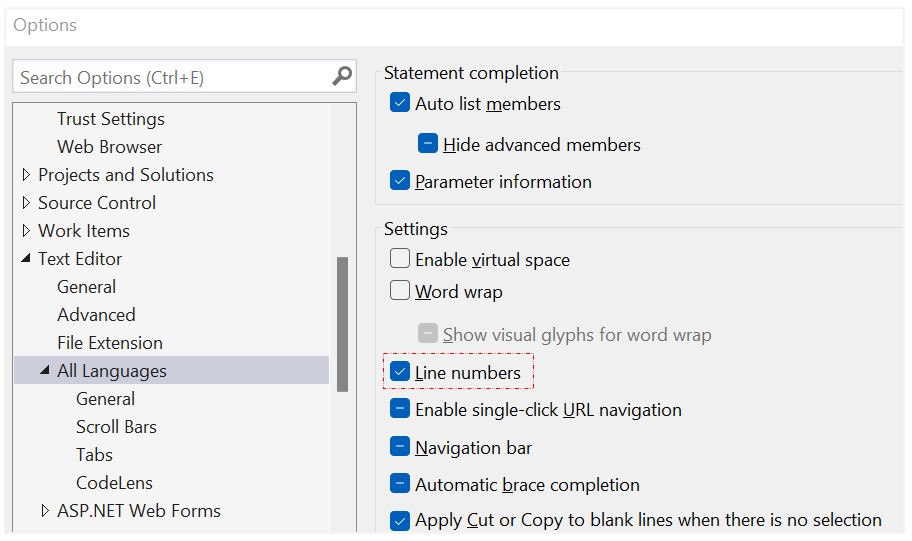 Options
Search Options (Ctrl+E)
Trust Settings
Web Browser
Projects and Solutions
Source Control
Work Items
Text Editor
General
Advanced
File Extension
All Languages
General
Scroll Bars
Tabs
CodeLens
ASP.NET Web Forms
Statement completion
Auto list members
Hide advanced members
Parameter information
Settings
Enable virtual space
Word wrap
Show visual glyphs for word wrap
Line numbers
Enable single-click URL navigation
Navigation bar
Automatic brace completion
Apply Cut or Copy to blank lines when there is no selection